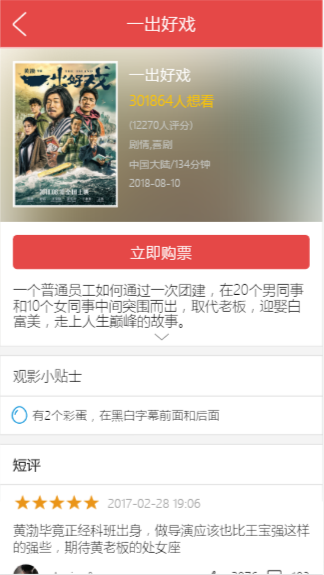 一出好戏
黄渤
一出好戏
一出好戏
301864人想看
(12270人评分)
剧情,喜剧
中国大陆/134分钟
2018-08-10
立即购票
一个普通员工如何通过一次团建，在20个男同事
和10个女同事中间突围而出，取代老板，迎娶白
富美，走上人生巅峰的故事。
观影小贴士
有2个彩蛋，在黑白字幕前面和后面
短评
2017-02-28 19:06
黄渤毕竟正经科班出身，做导演应该也比王宝强这样
的强些，期待黄老板的处女座